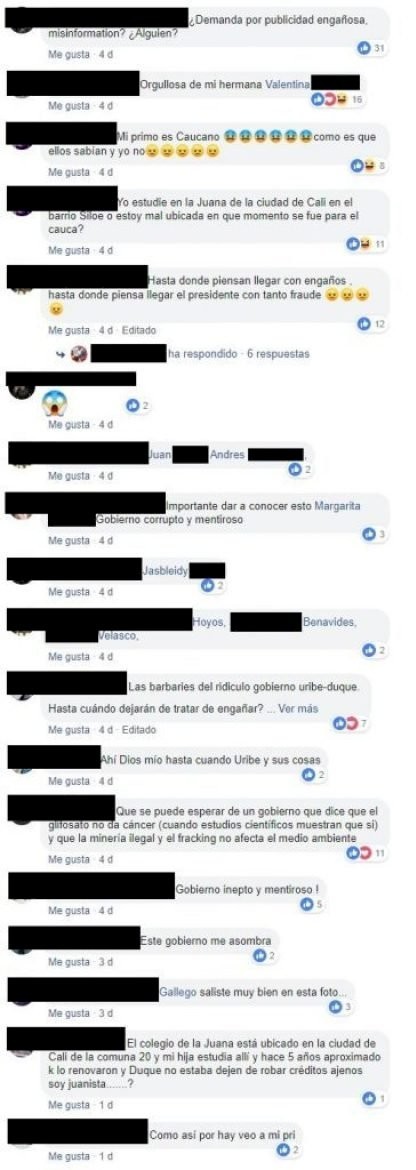 ¿Demanda por publicidad engañosa,
misinformation? ¿Alguien?
31
Me gusta · 4 d
Orgullosa de mi hermana Valentina
16
Me gusta · 4 d
Mi primo es Caucano 😰😰😰😰😰😰como es que
ellos sabían y yo no😠😠😠😠😠
8
Me gusta · 4 d
Yo estudie en la Juana de la ciudad de Cali en el
barrio Siloe o estoy mal ubicada en que momento se fue para el
cauca?
11
Me gusta · 4 d
Hasta donde piensan llegar con engaños ,
hasta donde piensa llegar el presidente con tanto fraude 😠😠😠
😠
12
Me gusta · 4 d · Editado
ha respondido · 6 respuestas
😱
2
Me gusta · 4 d
Juan Andres
2
Me gusta · 4 d
Importante dar a conocer esto Margarita
Gobierno corrupto y mentiroso
3
Me gusta · 4 d
Jasbleidy
2
Me gusta · 4 d
Hoyos, Benavides,
Velasco,
2
Me gusta · 4 d
Las barbaries del ridiculo gobierno uribe-duque.
Hasta cuándo dejarán de tratar de engañar? ... Ver más
7
Me gusta · 4 d · Editado
Ahí Dios mío hasta cuando Uribe y sus cosas
2
Me gusta · 4 d
Que se puede esperar de un gobierno que dice que el
glifosato no da cáncer (cuando estudios científicos muestran que si)
y que la minería ilegal y el fracking no afecta el medio ambiente
11
Me gusta · 4 d
Gobierno inepto y mentiroso !
5
Me gusta · 4 d
Este gobierno me asombra
2
Me gusta · 3 d
Gallego saliste muy bien en esta foto...
3
Me gusta · 3 d
El colegio de la Juana está ubicado en la ciudad de
Cali de la comuna 20 y mi hija estudia allí y hace 5 años aproximado
k lo renovaron y Duque no estaba dejen de robar créditos ajenos
soy juanista.......?
1
Me gusta · 1 d
Como así por hay veo a mi pri
2
Me gusta · 1 d